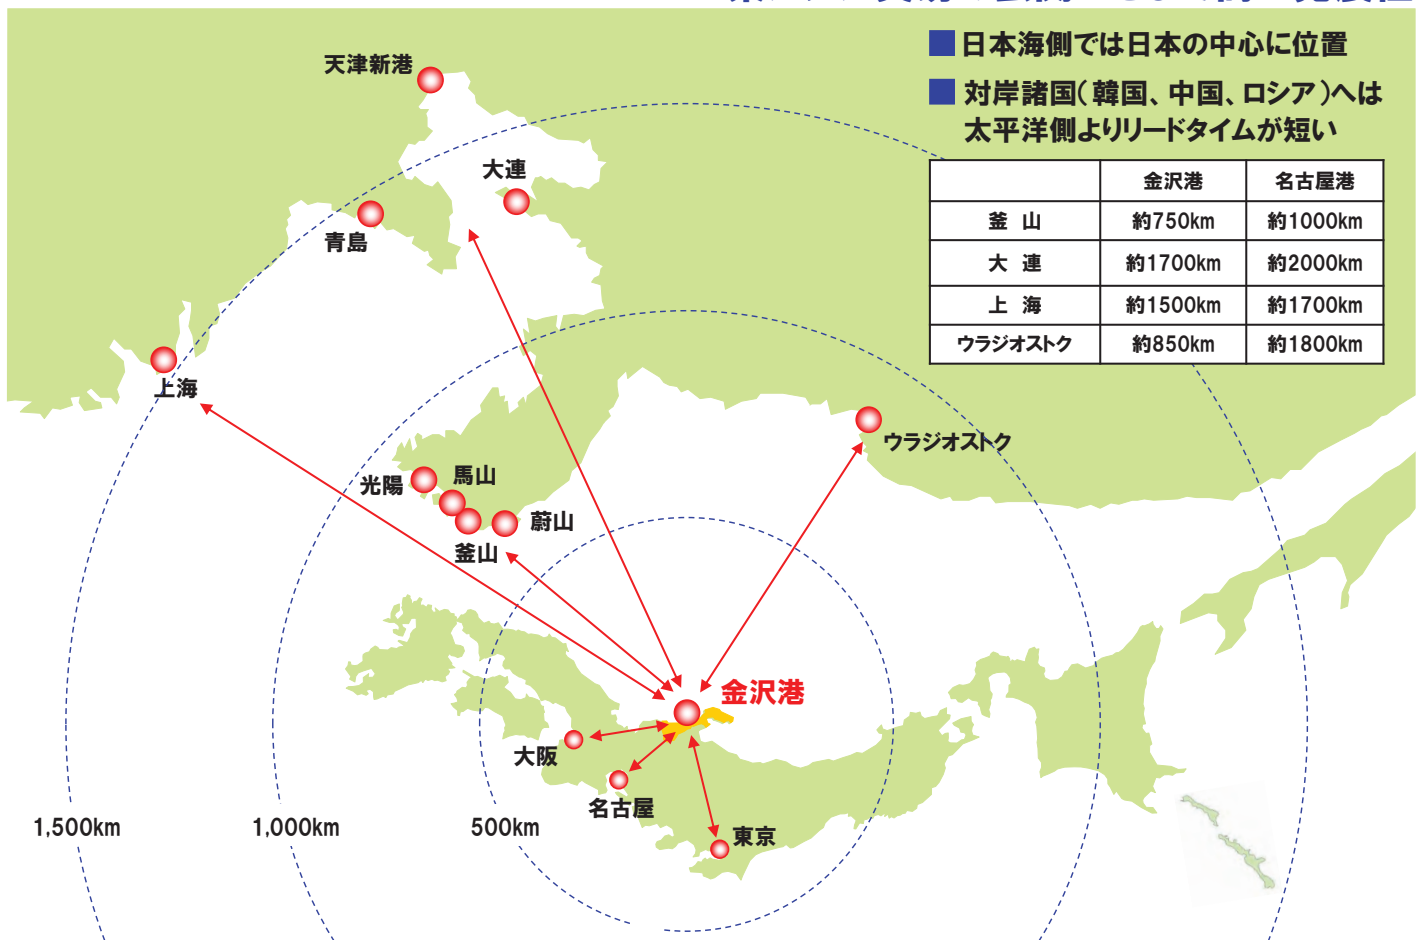 日本海側では日本の中心に位置
対岸諸国(韓国、中国、ロシア)へは
太平洋側よりリードタイムが短い
金沢港 名古屋港
釜 山 約750km 約1000km
大 連 約1700km 約2000km
上 海 約1500km 約1700km
ウラジオストク 約850km 約1800km
天津新港
大連
青島
上海
ウラジオストク
光陽
馬山
蔚山
釜山
金沢港
大阪
名古屋
東京
1,500km
1,000km
500km